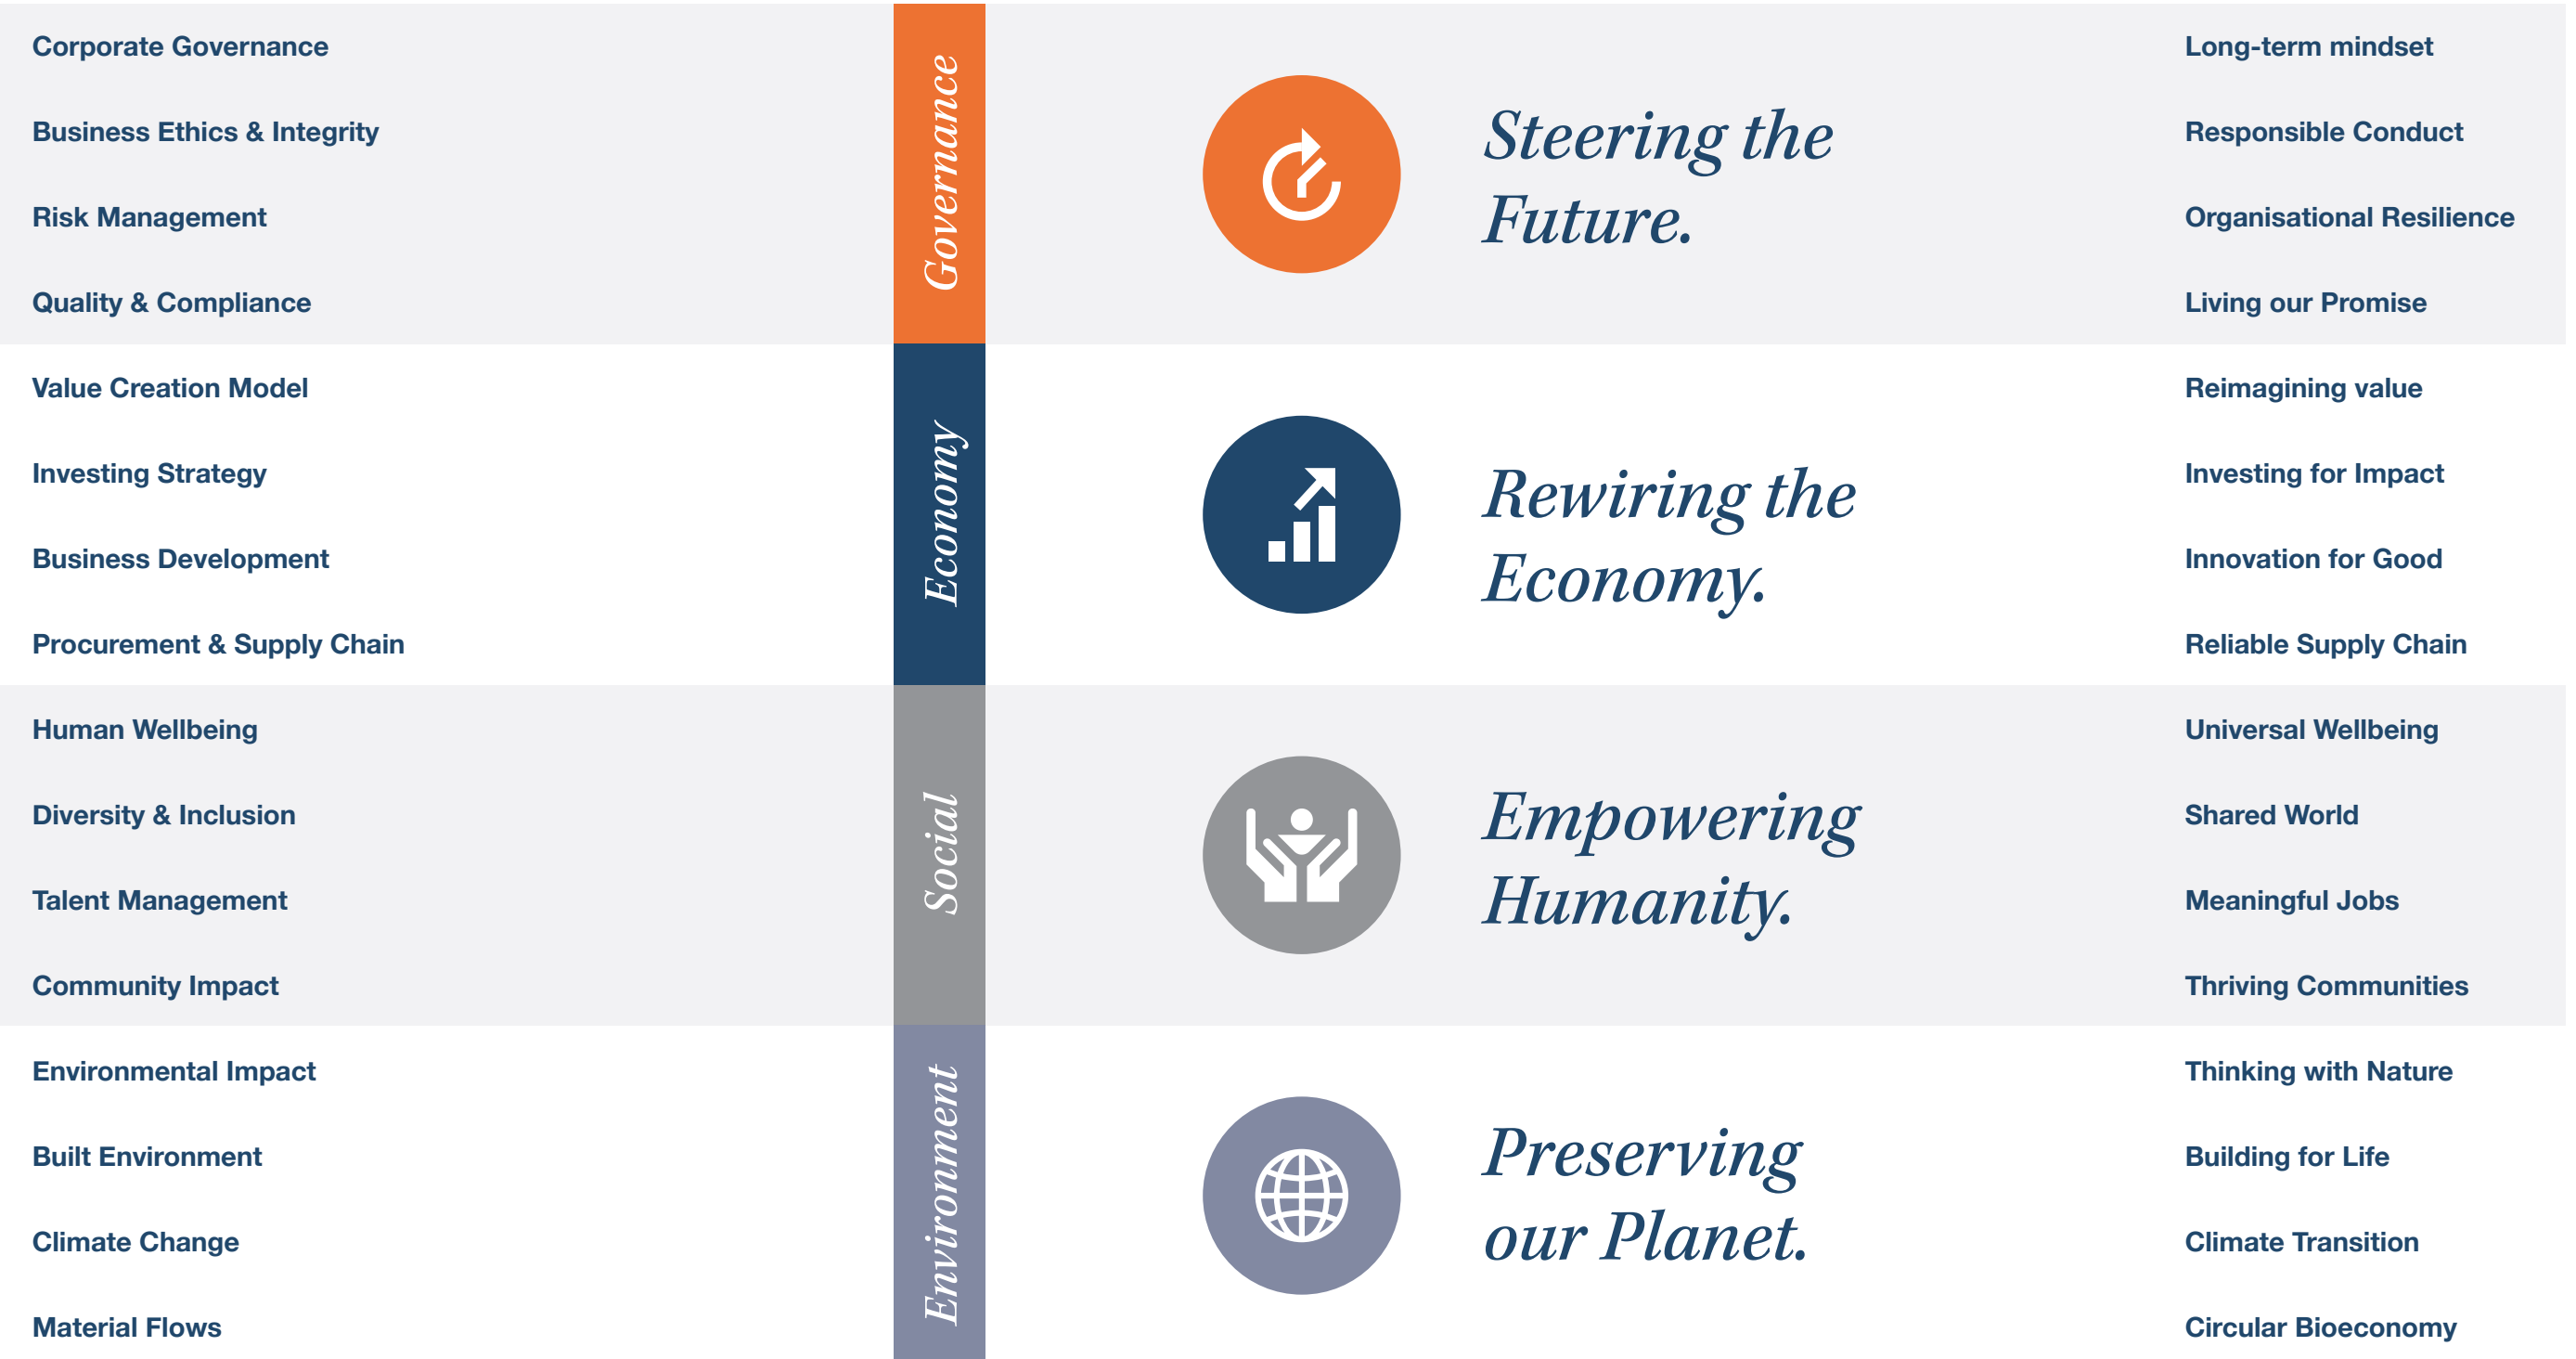 Corporate Governance
Business Ethics & Integrity
Risk Management
Quality & Compliance
Governance
Steering the
Future.
Long-term mindset
Responsible Conduct
Organisational Resilience
Living our Promise
Value Creation Model
Investing Strategy
Business Development
Procurement & Supply Chain
Economy
Rewiring the
Economy.
Reimagining value
Investing for Impact
Innovation for Good
Reliable Supply Chain
Human Wellbeing
Diversity & Inclusion
Talent Management
Community Impact
Social
Empowering
Humanity.
Universal Wellbeing
Shared World
Meaningful Jobs
Thriving Communities
Environmental Impact
Built Environment
Climate Change
Material Flows
Environment
Preserving
our Planet.
Thinking with Nature
Building for Life
Climate Transition
Circular Bioeconomy